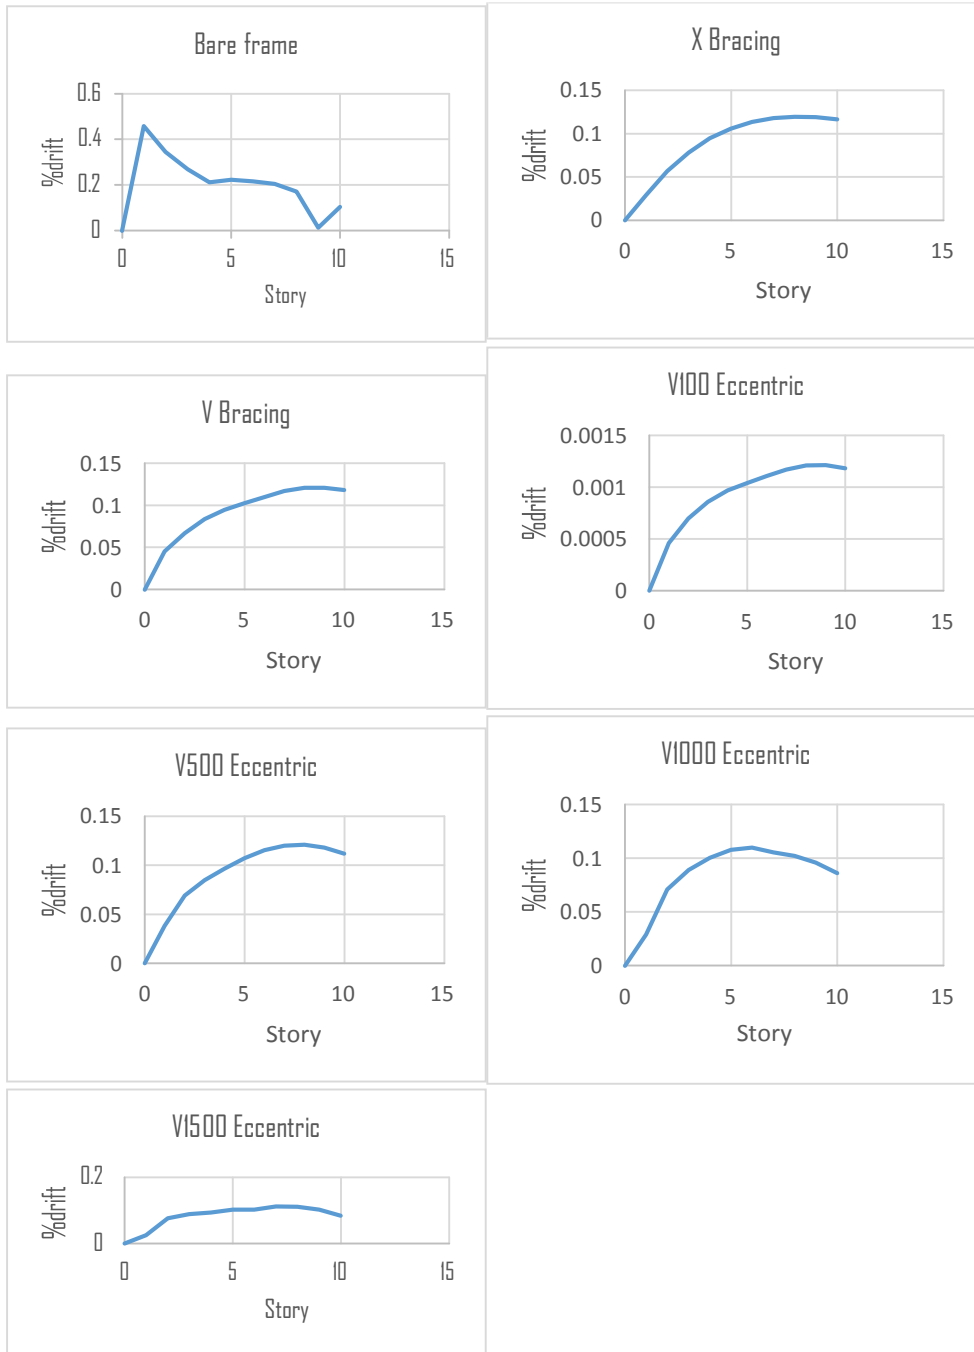 Bare frame
0.6
0.4
0.2
0
%drift
0 5 10 15
Story
X Bracing
0.15
0.1
0.05
0
%drift
0 5 10 15
Story
V Bracing
0.15
0.1
0.05
0
%drift
0 5 10 15
Story
V100 Eccentric
0.0015
0.001
0.0005
0
%drift
0 5 10 15
Story
V500 Eccentric
0.15
0.1
0.05
0
%drift
0 5 10 15
Story
V1000 Eccentric
0.15
0.1
0.05
0
%drift
0 5 10 15
Story
V1500 Eccentric
0.2
0
%drift
0 5 10 15
Story